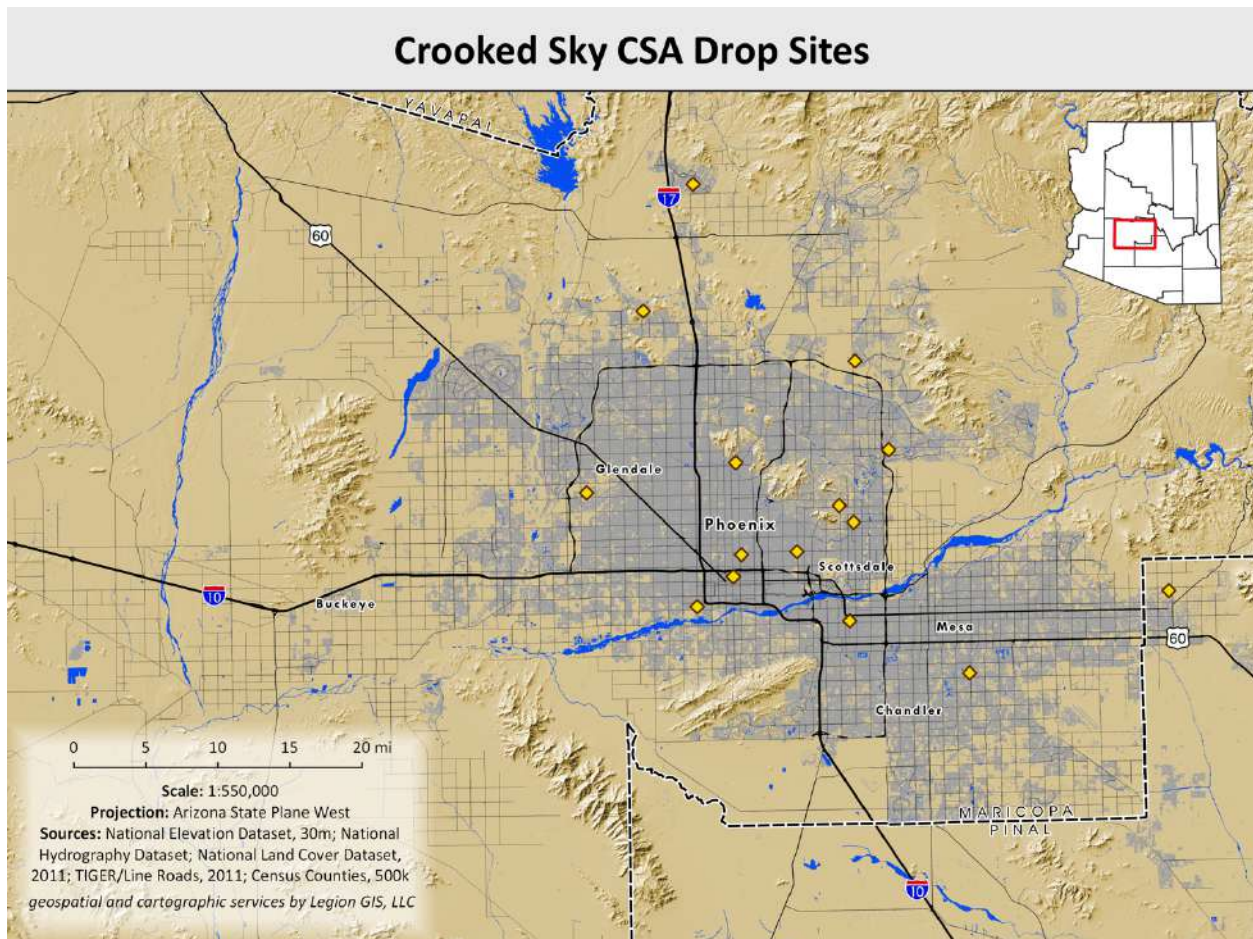 Crooked Sky CSA Drop Sites
YAVAPAI
17
60
Glendale
Phoenix
Scottsdale
10
Buckeye
Mesa
60
Chandler
0 5 10 15 20 mi
Scale: 1:550,000
Projection: Arizona State Plane West
Sources: National Elevation Dataset, 30m; National
Hydrography Dataset; National Land Cover Dataset,
2011; TIGER/Line Roads, 2011; Census Counties, 500k
geospatial and cartographic services by Legion GIS, LLC
MARICOPA
PINAL
10